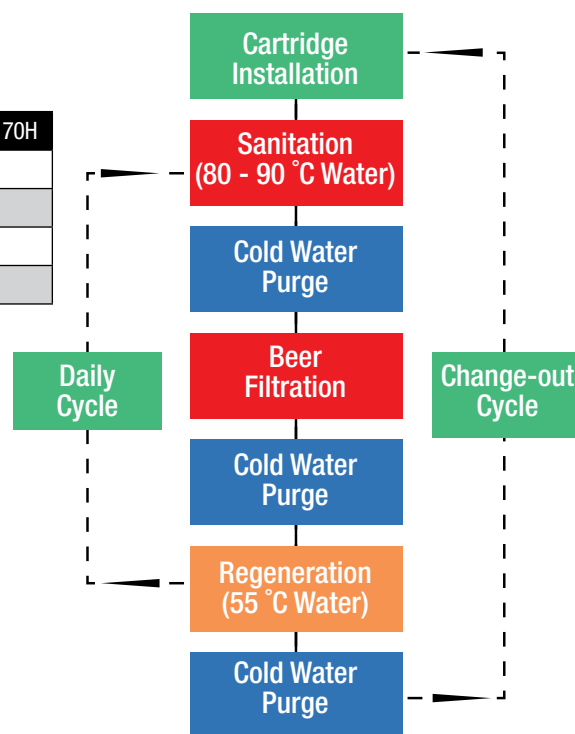 70H
Cartridge
Installation
Sanitation
(80 - 90 ˚C Water)
Cold Water
Purge
Beer
Filtration
Daily
Cycle
Change-out
Cycle
Cold Water
Purge
Regeneration
(55 ˚C Water)
Cold Water
Purge